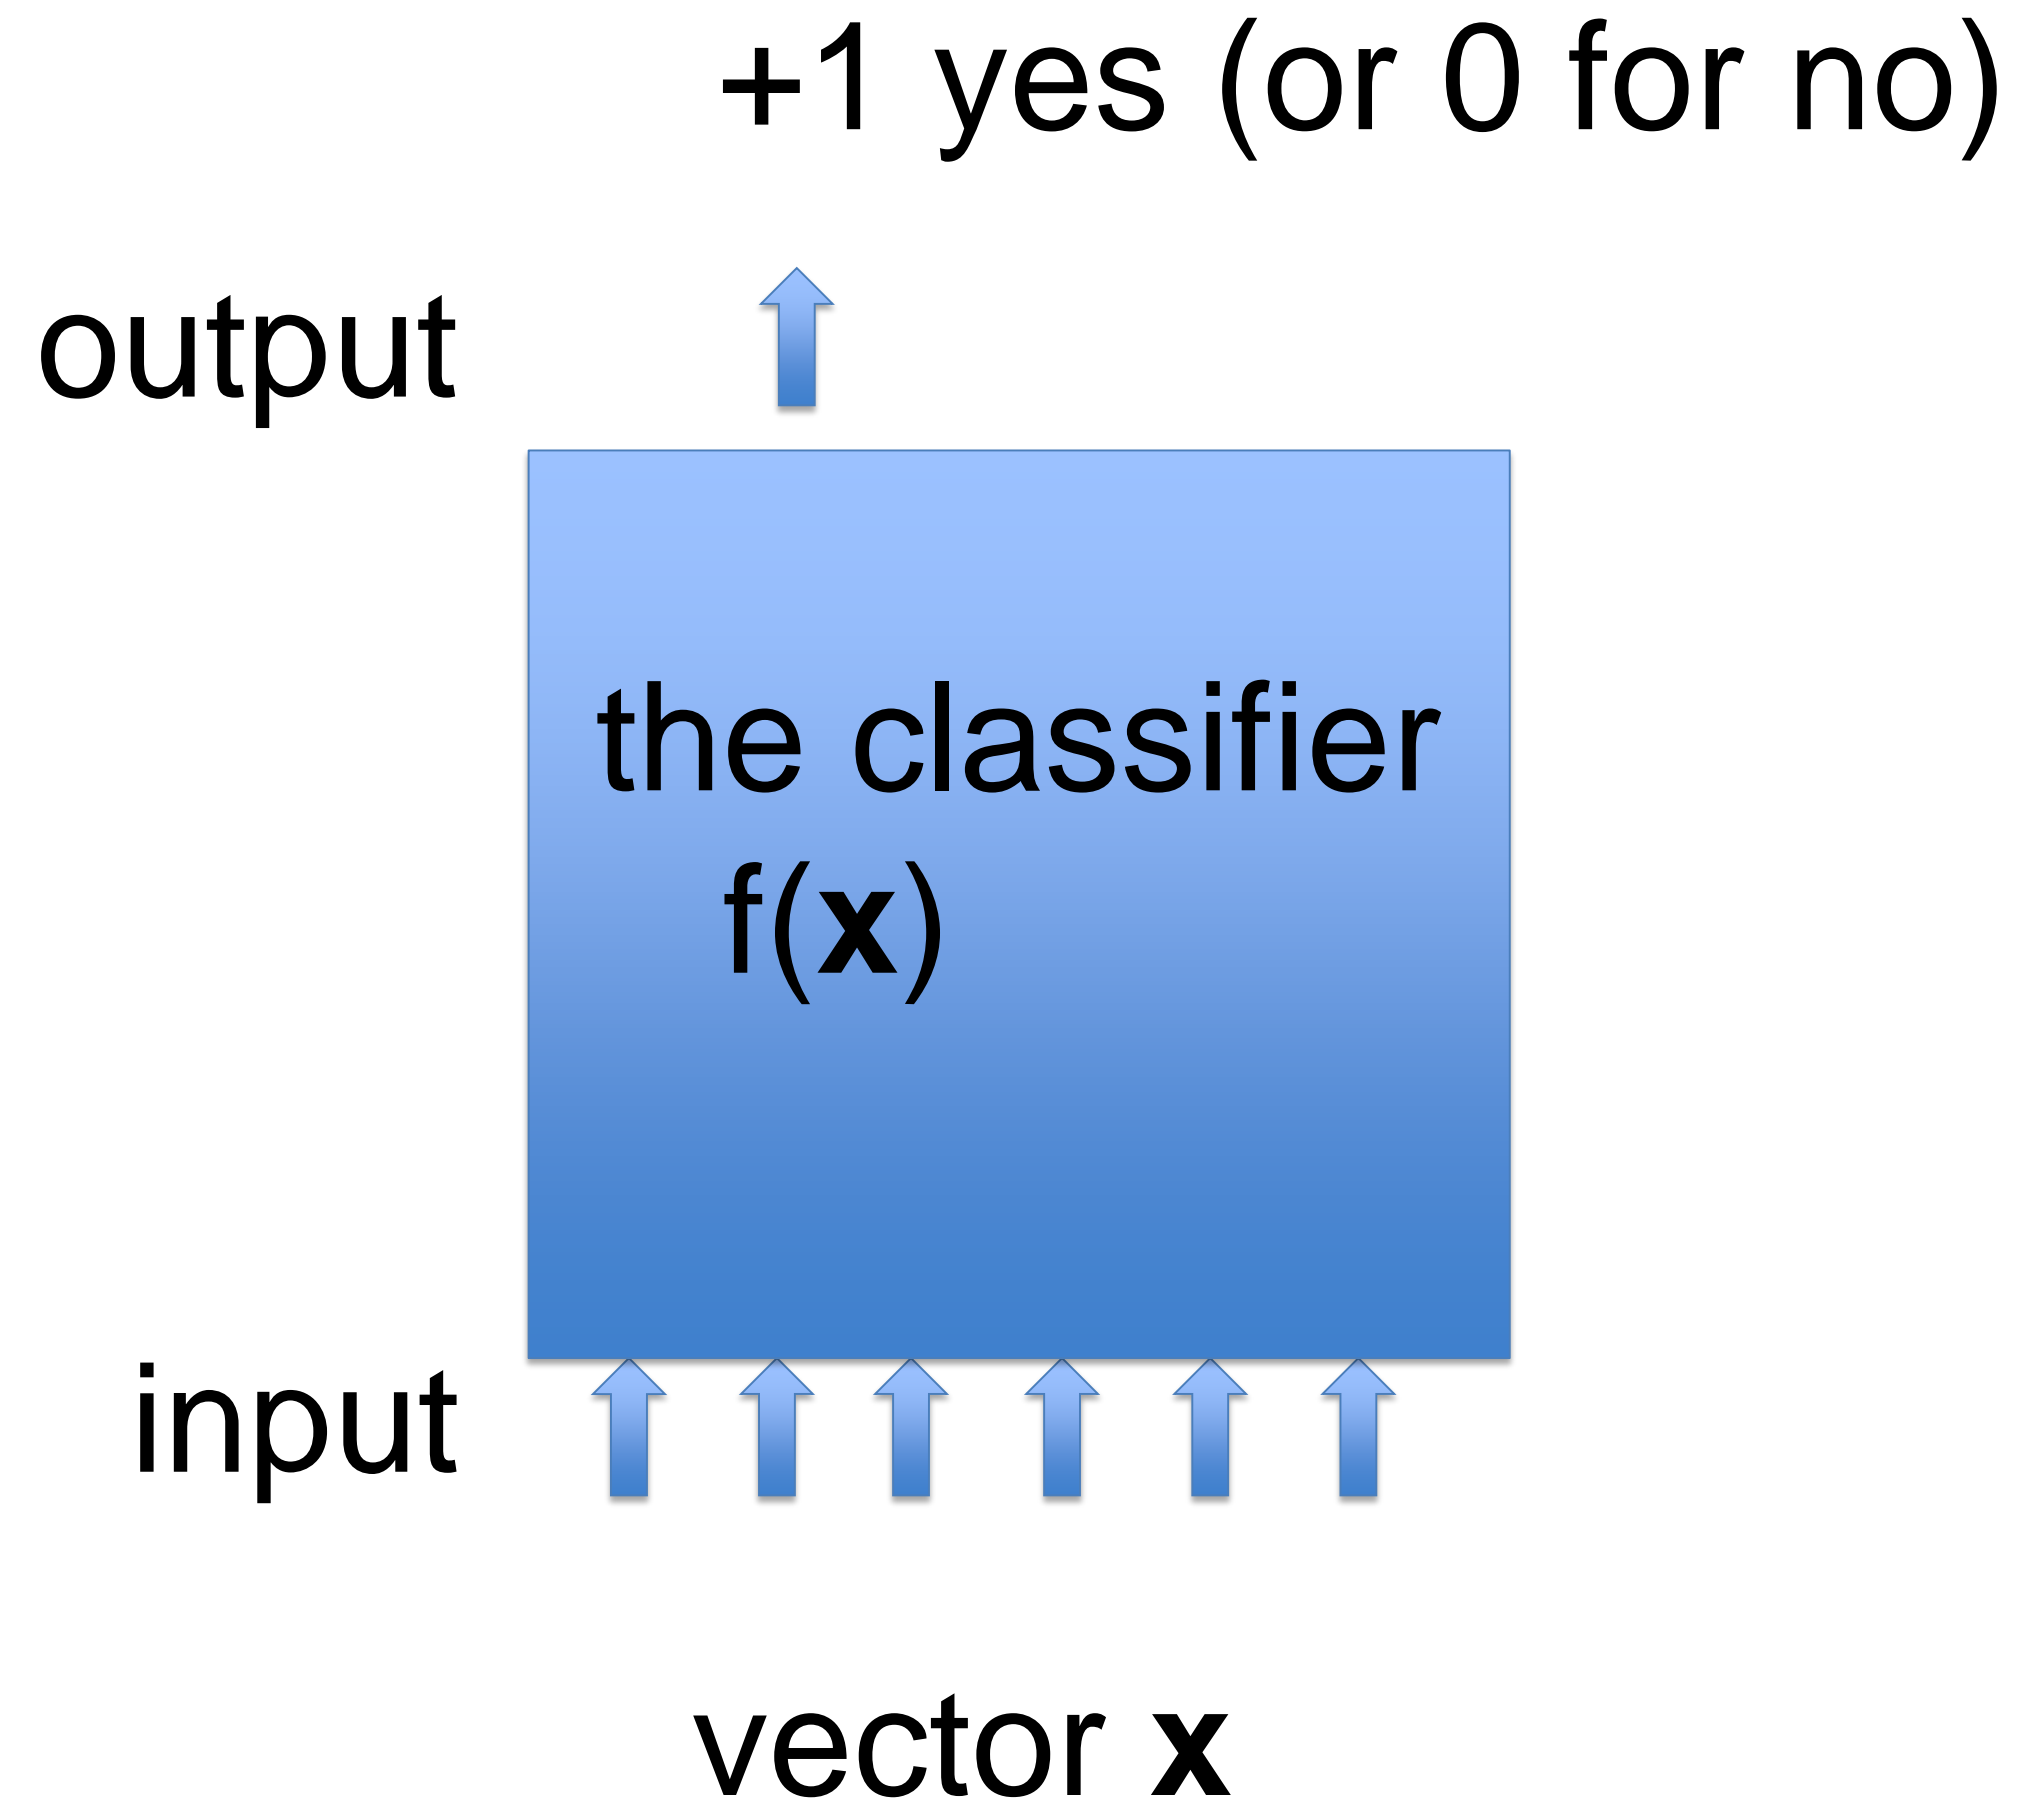 +1 yes (or 0 for no)
output
the classifier
f(x)
input
vector x